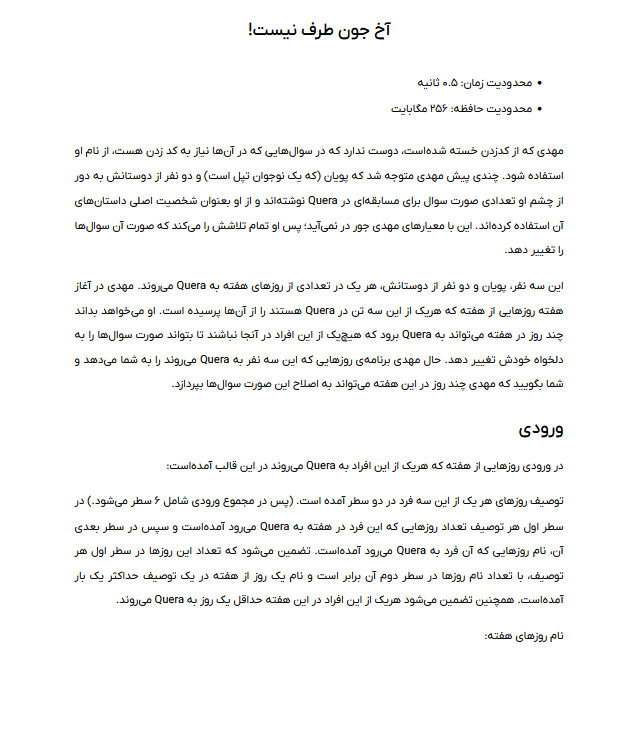 آخ جون طرف نیست!
محدودیت زمان: ۰.۵ ثانیه
محدودیت حافظه: ۲۵۶ مگابایت
مهدی که از کدزدن خسته شده‌است، دوست ندارد که در سوال‌هایی که در آن‌ها نیاز به کد زدن هست، از نام او
استفاده شود. چندی پیش مهدی متوجه شد که پویان (که یک نوجوان تپل است) و دو نفر از دوستانش به دور
از چشم او تعدادی صورت سوال برای مسابقه‌ای در Quera نوشته‌اند و از او بعنوان شخصیت اصلی داستان‌های
آن استفاده کرده‌اند. این با معیارهای مهدی جور در نمی‌آید؛ پس او تمام تلاشش را می‌کند که صورت آن سوال‌ها
را تغییر دهد.
این سه نفر، پویان و دو نفر از دوستانش، هر یک در تعدادی از روزهای هفته به Quera می‌روند. مهدی در آغاز
هفته روزهایی از هفته که هریک از این سه تن در Quera هستند را از آن‌ها پرسیده است. او می‌خواهد بداند
چند روز در هفته می‌تواند به Quera برود که هیچ‌یک از این افراد در آنجا نباشند تا بتواند صورت سوال‌ها را به
دلخواه خودش تغییر دهد. حال مهدی برنامه‌ی روزهایی که این سه نفر به Quera می‌روند را به شما می‌دهد و
شما بگویید که مهدی چند روز در این هفته می‌تواند به اصلاح این صورت سوال‌ها بپردازد.
ورودی
در ورودی روزهایی از هفته که هریک از این افراد به Quera می‌روند در این قالب آمده‌است:
توصیف روزهای هر یک از این سه فرد در دو سطر آمده است. (پس در مجموع ورودی شامل ۶ سطر می‌شود.) در
سطر اول هر توصیف تعداد روزهایی که این فرد در هفته به Quera می‌رود آمده‌است و سپس در سطر بعدی
آن، نام روزهایی که آن فرد به Quera می‌رود آمده‌است. تضمین می‌شود که تعداد این روزها در سطر اول هر
توصیف، با تعداد نام روزها در سطر دوم آن برابر است و نام یک روز از هفته در یک توصیف حداکثر یک بار
آمده‌است. همچنین تضمین می‌شود هریک از این افراد در این هفته حداقل یک روز به Quera می‌روند.
نام روزهای هفته: